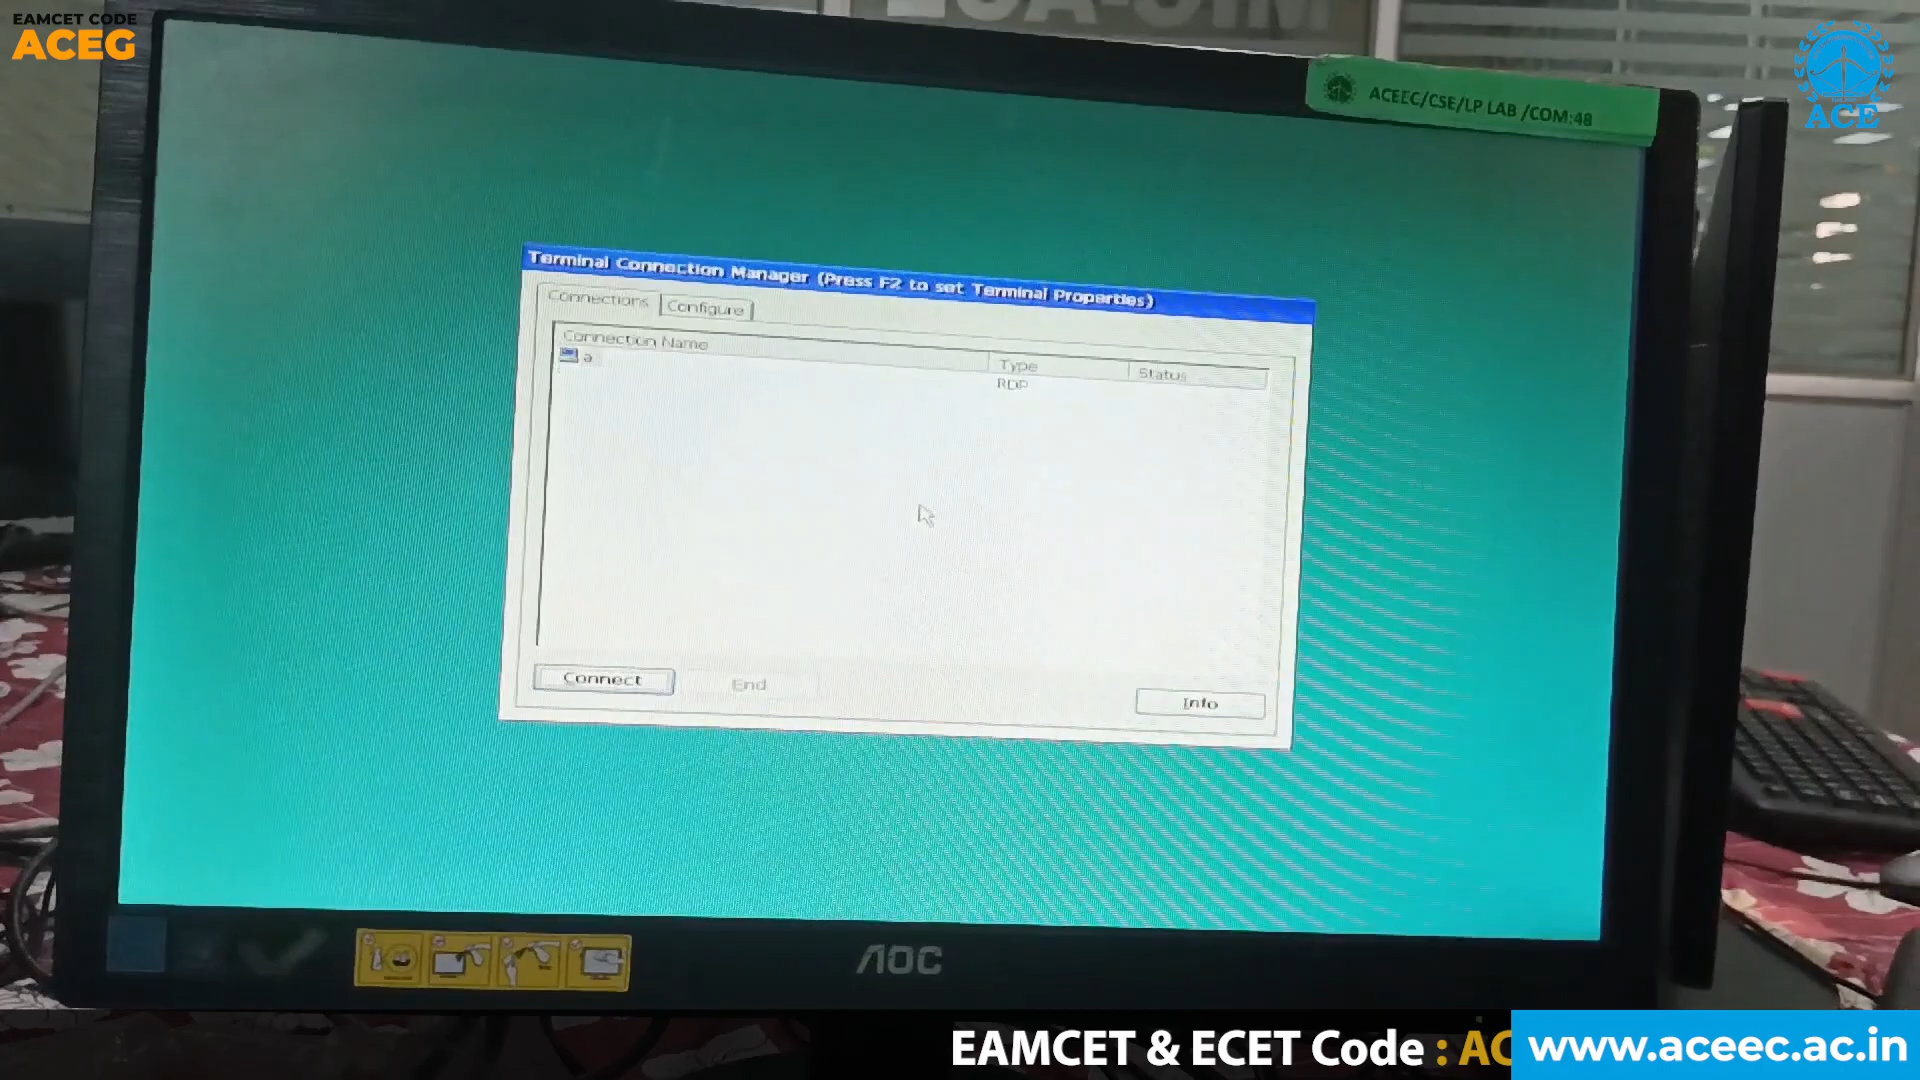 EAMCET CODE
ACEG
ACEEC/CSE/LP LAB /COM:48
ACE
Terminal Connection Manager (Press F2 to set Terminal Properties)
Connections Configure
Connection Name Type Status
a RDP
Connect End Info
AOC
EAMCET & ECET Code : AC
www.aceec.ac.in